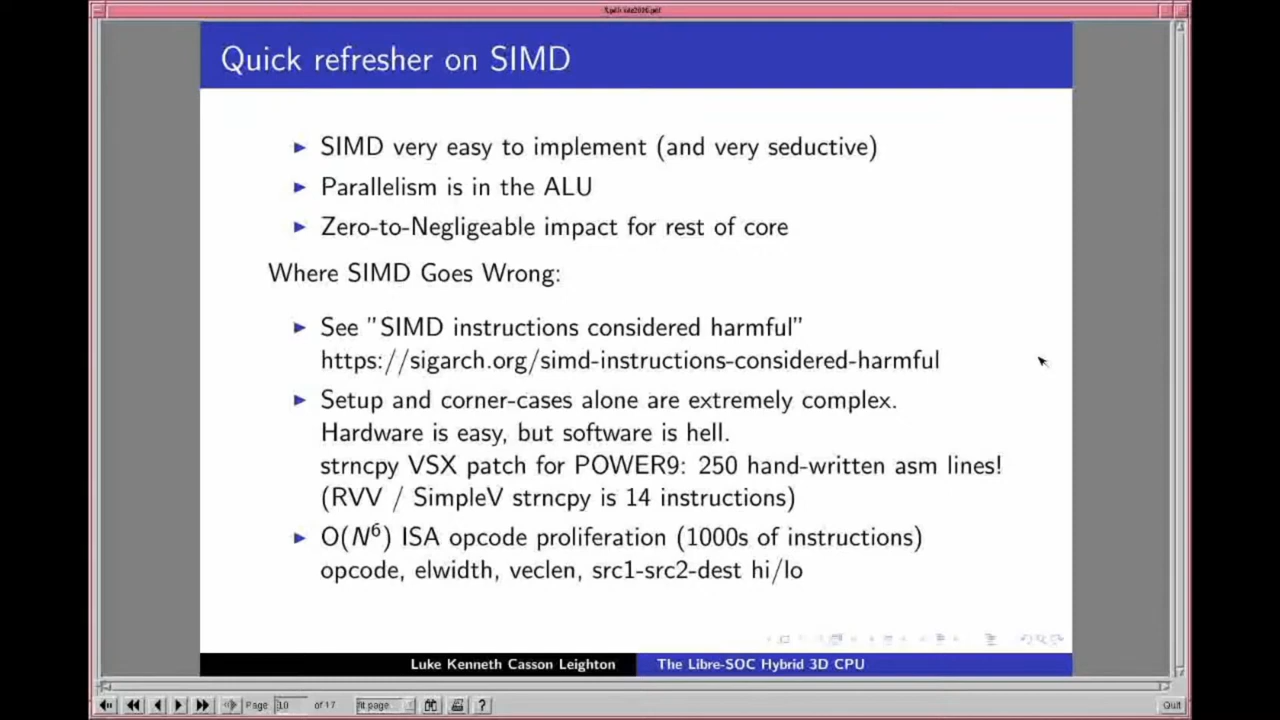 Quick refresher on SIMD
SIMD very easy to implement (and very seductive)
Parallelism is in the ALU
Zero-to-Negligeable impact for rest of core
Where SIMD Goes Wrong:
See ”SIMD instructions considered harmful”
https://sigarch.org/simd-instructions-considered-harmful
Setup and corner-cases alone are extremely complex.
Hardware is easy, but software is hell.
strncpy VSX patch for POWER9: 250 hand-written asm lines!
(RVV / SimpleV strncpy is 14 instructions)
O(N⁶) ISA opcode proliferation (1000s of instructions)
opcode, elwidth, veclen, src1-src2-dest hi/lo
Luke Kenneth Casson Leighton The Libre-SOC Hybrid 3D CPU
Page 10 of 17 fit page ? Quit